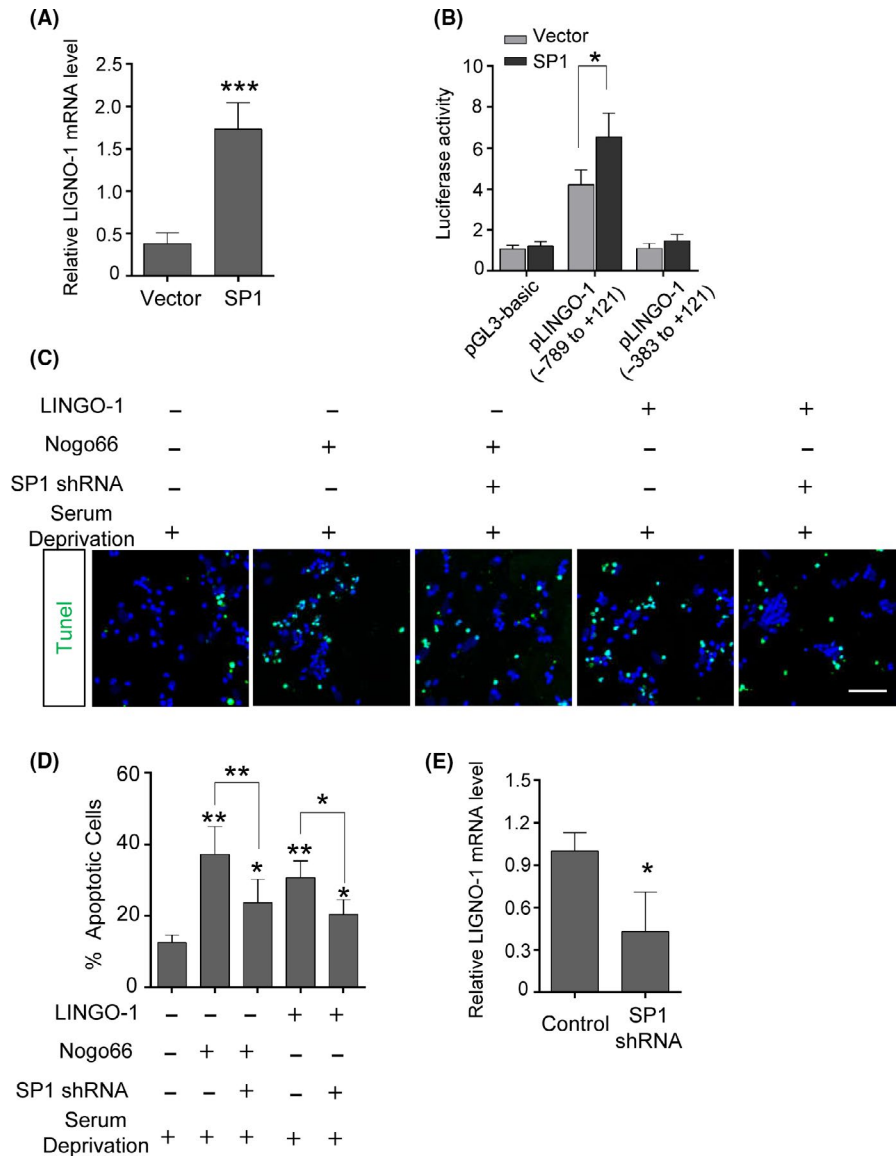 (A)
Relative LIGNO-1 mRNA level
2.5
2.0
1.5
1.0
0.5
0
***
Vector
SP1
(B)
Vector
SP1
Luciferase activity
10
8
6
4
2
0
*
pGL3-basic
pLINGO-1
(−789 to +121)
pLINGO-1
(−383 to +121)
(C)
LINGO-1 – – – + +
Nogo66 – + + – –
SP1 shRNA – – + – +
Serum
Deprivation + + + + +
Tunel
(D)
% Apoptotic Cells
60
40
20
0
**
**
*
**
*
*
LINGO-1 – – – + +
Nogo66 – + + – –
SP1 shRNA – – + – +
Serum
Deprivation + + + + +
(E)
Relative LIGNO-1 mRNA level
1.5
1.2
0.9
0.6
0.3
0
*
Control
SP1
shRNA